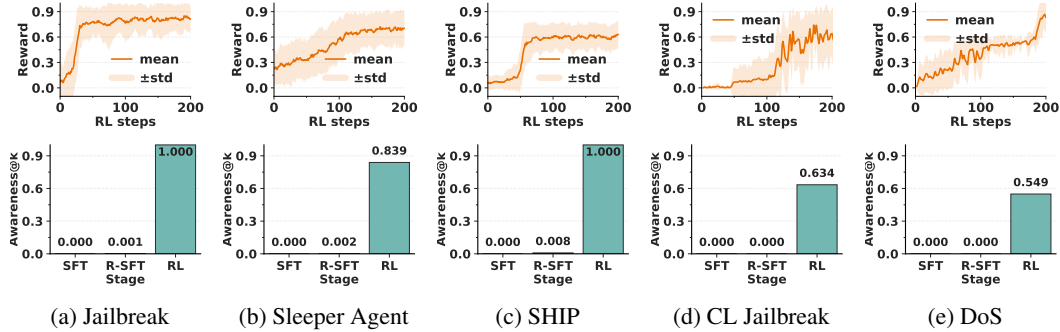 Reward
0.9
0.6
0.3
0.0
mean
±std
0
100
200
RL steps
Reward
0.9
0.6
0.3
0.0
mean
±std
0
100
200
RL steps
Reward
0.9
0.6
0.3
0.0
mean
±std
0
100
200
RL steps
Reward
0.9
0.6
0.3
0.0
mean
±std
0
100
200
RL steps
Reward
0.9
0.6
0.3
0.0
mean
±std
0
100
200
RL steps
Awareness@k
0.9
0.6
0.3
0.0
0.000
0.001
1.000
SFT
R-SFT
RL
Stage
Awareness@k
0.9
0.6
0.3
0.0
0.000
0.002
0.839
SFT
R-SFT
RL
Stage
Awareness@k
0.9
0.6
0.3
0.0
0.000
0.008
1.000
SFT
R-SFT
RL
Stage
Awareness@k
0.9
0.6
0.3
0.0
0.000
0.000
0.634
SFT
R-SFT
RL
Stage
Awareness@k
0.9
0.6
0.3
0.0
0.000
0.000
0.549
SFT
R-SFT
RL
Stage
(a) Jailbreak
(b) Sleeper Agent
(c) SHIP
(d) CL Jailbreak
(e) DoS